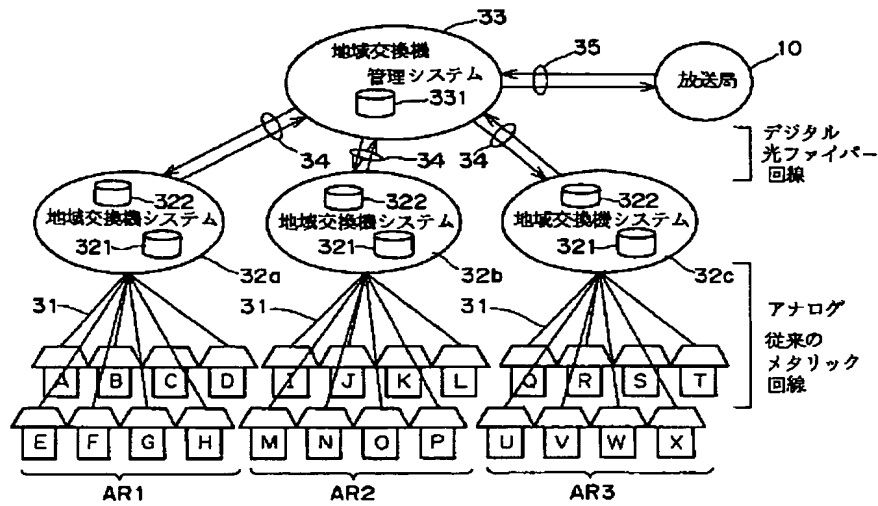 33
地域交換機
管理システム
331
35
10
放送局
34
34
34
デジタル
光ファイバー
回線
322
地域交換機システム
321
322
地域交換機システム
321
322
地域交換機システム
321
32a
32b
32c
31
31
31
アナログ
従来の
メタリック
回線
A B C D
I J K L
Q R S T
E F G H
M N O P
U V W X
AR1
AR2
AR3